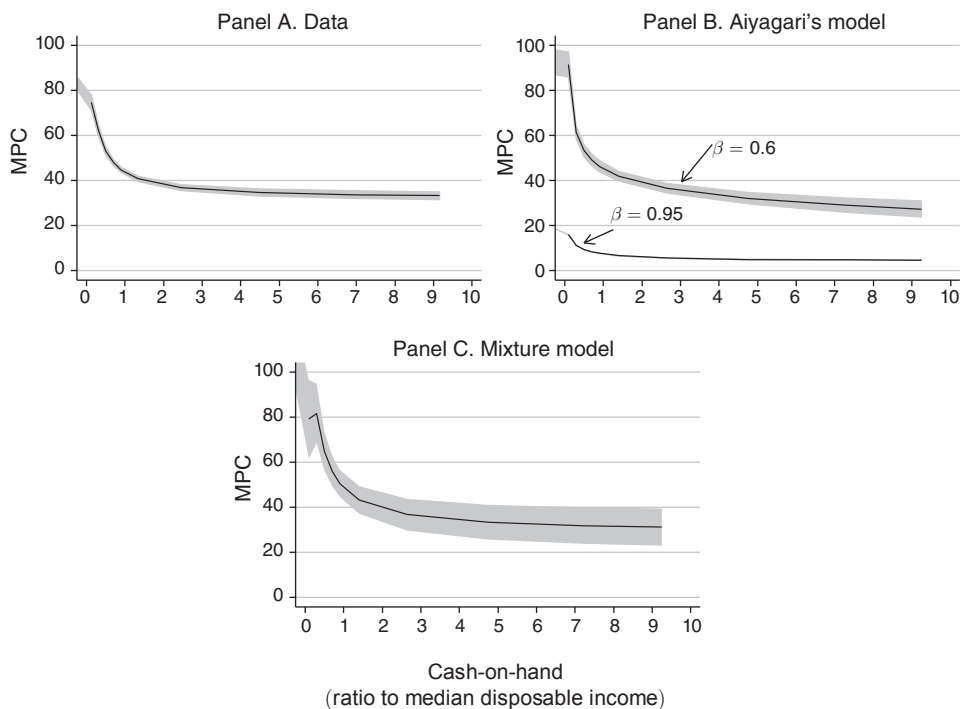 Panel A. Data
MPC
100
80
60
40
20
0
0 1 2 3 4 5 6 7 8 9 10
Panel B. Aiyagari's model
MPC
100
80
60
40
20
0
β = 0.6
β = 0.95
0 1 2 3 4 5 6 7 8 9 10
Panel C. Mixture model
MPC
100
80
60
40
20
0
0 1 2 3 4 5 6 7 8 9 10
Cash-on-hand
(ratio to median disposable income)